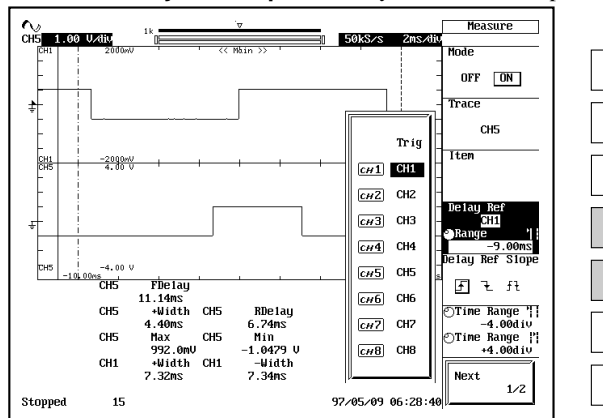 Measure
CH5 1.00 V/div
1k
50kS/s 2ms/div
CH1 2000mV
<< Main >>
Mode
OFF ON
Trace
CH5
Trig
CH1 -2000mV
CH5 4.00 V
Item
CH1 CH1
CH2 CH2
CH3 CH3
CH4 CH4
CH5 CH5
CH6 CH6
CH7 CH7
CH8 CH8
Delay Ref
CH1
Range
-9.00ms
Delay Ref Slope
CH5 -4.00 V
-10.00ms
CH5 FDelay
11.14ms
CH5 +Width CH5 RDelay
4.40ms 6.74ms
CH5 Max CH5 Min
992.0mV -1.0479 V
CH1 +Width CH1 -Width
7.32ms 7.34ms
Time Range
-4.00div
Time Range
+4.00div
Next
1/2
Stopped 15
97/05/09 06:28:40